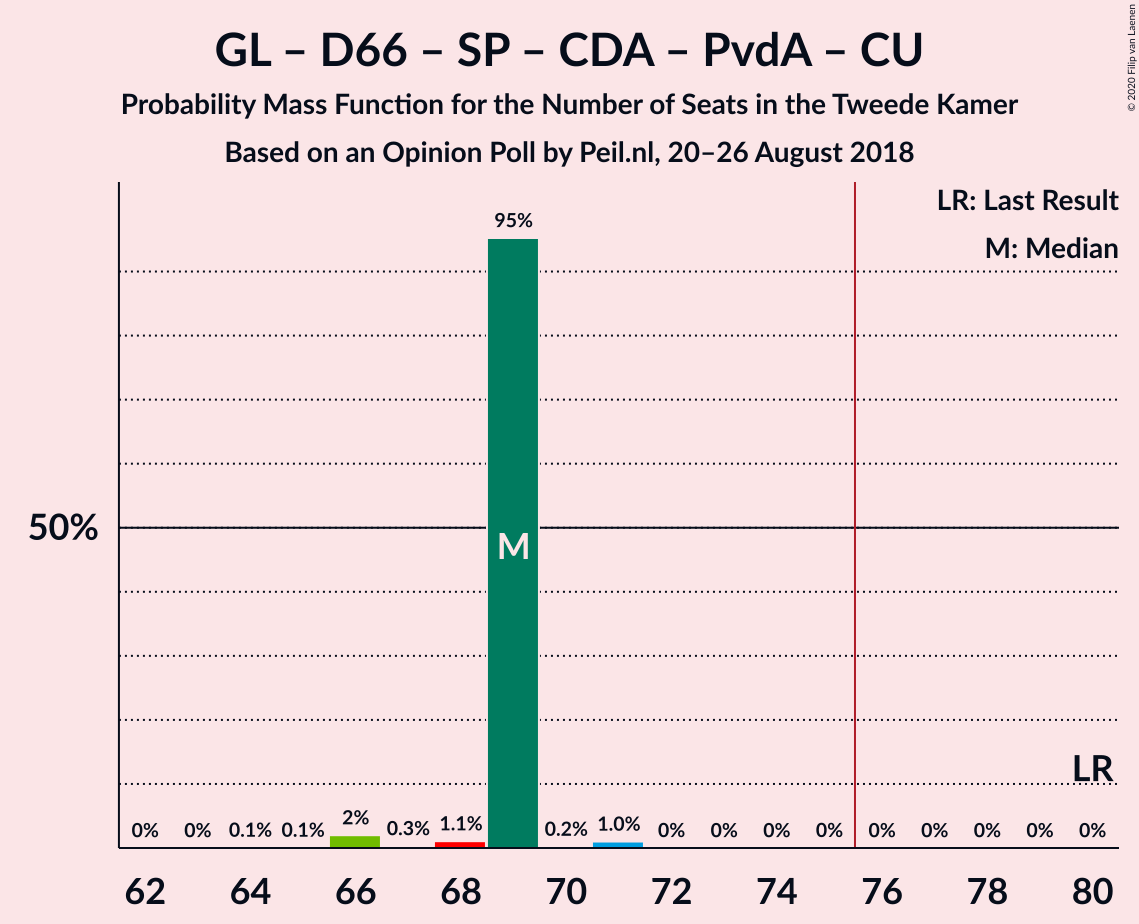 GL – D66 – SP – CDA – PvdA – CU
Probability Mass Function for the Number of Seats in the Tweede Kamer
Based on an Opinion Poll by Peil.nl, 20–26 August 2018
© 2020 Filip van Laenen
LR: Last Result
M: Median
95%
50%
M
LR
0% 0% 0.1% 0.1% 2% 0.3% 1.1% 0.2% 1.0% 0% 0% 0% 0% 0% 0% 0% 0% 0%
62 64 66 68 70 72 74 76 78 80